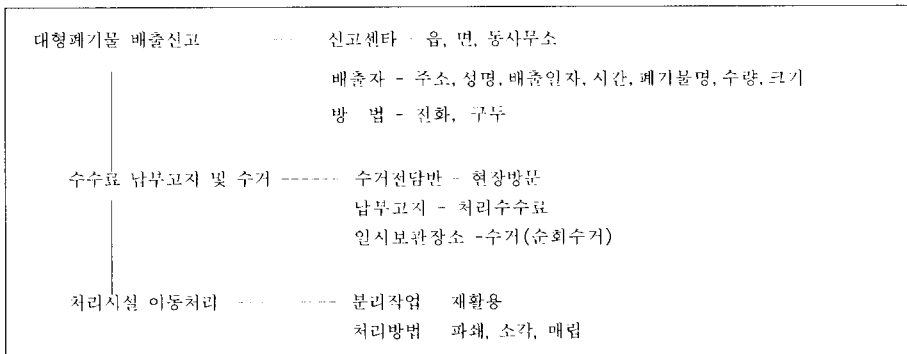 대형폐기물 배출신고 ---- 신고센타 - 읍, 면, 동사무소
배출자 - 주소, 성명, 배출일자, 시간, 폐기물명, 수량, 크기
방 법 - 전화, 구두
수수료 납부고지 및 수거 ------ 수거전담반 - 현장방문
납부고지 - 처리수수료
일시보관장소 -수거(순회수거)
처리시설 이동처리 ---- ---- 분리작업 재활용
처리방법 파쇄, 소각, 매립